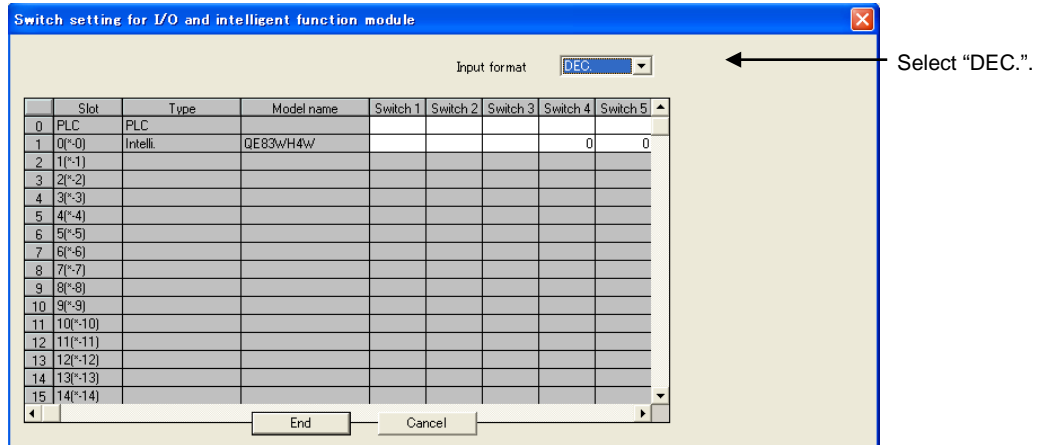 Switch setting for I/O and intelligent function module
Input format DEC.
Select “DEC.”.
Slot Type Model name Switch 1 Switch 2 Switch 3 Switch 4 Switch 5
0 PLC PLC
1 0(*-0) Intelli. QE83WH4W 0 0
2 1(*-1)
3 2(*-2)
4 3(*-3)
5 4(*-4)
6 5(*-5)
7 6(*-6)
8 7(*-7)
9 8(*-8)
10 9(*-9)
11 10(*-10)
12 11(*-11)
13 12(*-12)
14 13(*-13)
15 14(*-14)
End Cancel